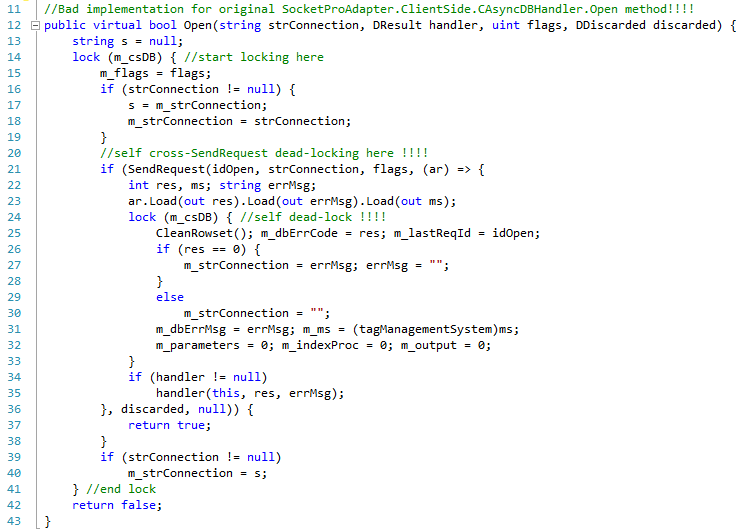 11 //Bad implementation for original SocketProAdapter.ClientSide.CAsyncDBHandler.Open method!!!!
12 public virtual bool Open(string strConnection, DResult handler, uint flags, DDiscarded discarded) {
13     string s = null;
14     lock (m_csDB) { //start locking here
15         m_flags = flags;
16         if (strConnection != null) {
17             s = m_strConnection;
18             m_strConnection = strConnection;
19         }
20         //self cross-SendRequest dead-locking here !!!!
21         if (SendRequest(idOpen, strConnection, flags, (ar) => {
22             int res, ms; string errMsg;
23             ar.Load(out res).Load(out errMsg).Load(out ms);
24             lock (m_csDB) { //self dead-lock !!!!
25                 CleanRowset(); m_dbErrCode = res; m_lastReqId = idOpen;
26                 if (res == 0) {
27                     m_strConnection = errMsg; errMsg = "";
28                 }
29                 else
30                     m_strConnection = "";
31                 m_dbErrMsg = errMsg; m_ms = (tagManagementSystem)ms;
32                 m_parameters = 0; m_indexProc = 0; m_output = 0;
33             }
34             if (handler != null)
35                 handler(this, res, errMsg);
36         }, discarded, null)) {
37             return true;
38         }
39         if (strConnection != null)
40             m_strConnection = s;
41     } //end lock
42     return false;
43 }